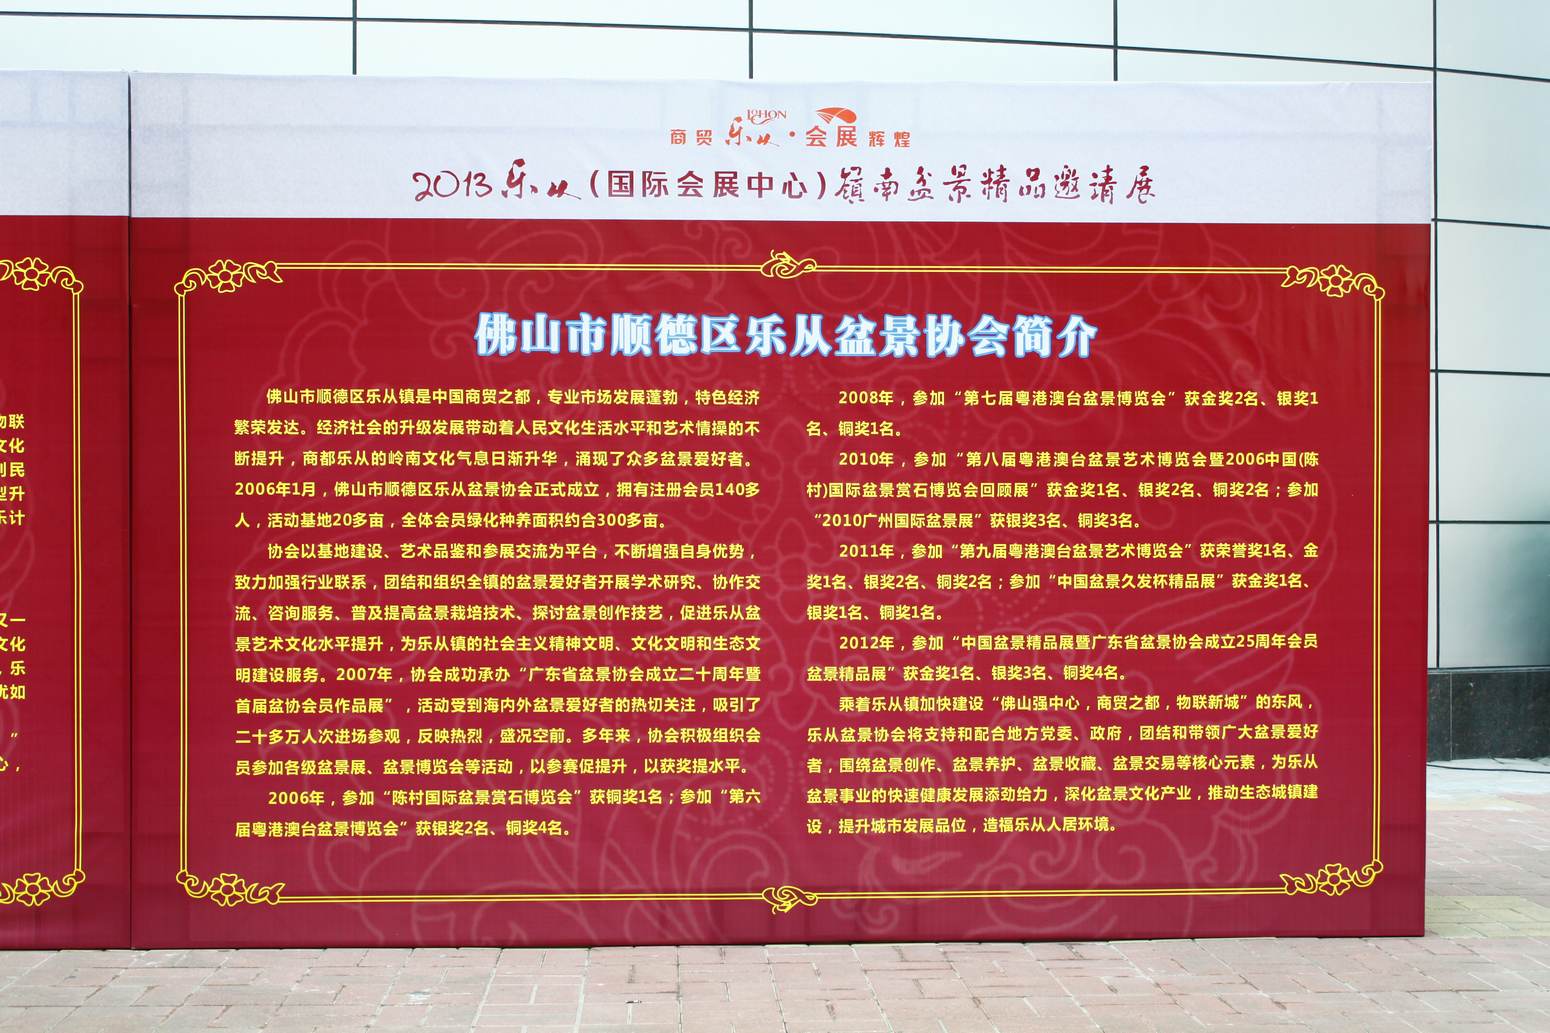 LOHON
商贸乐从·会展辉煌
2013乐从(国际会展中心)嶺南盆景精品邀请展
佛山市顺德区乐从盆景协会简介
佛山市顺德区乐从镇是中国商贸之都，专业市场发展蓬勃，特色经济
繁荣发达。经济社会的升级发展带动着人民文化生活水平和艺术情操的不
断提升，商都乐从的岭南文化气息日渐升华，涌现了众多盆景爱好者。
2006年1月，佛山市顺德区乐从盆景协会正式成立，拥有注册会员140多
人，活动基地20多亩，全体会员绿化种养面积约合300多亩。
协会以基地建设、艺术品鉴和参展交流为平台，不断增强自身优势，
致力加强行业联系，团结和组织全镇的盆景爱好者开展学术研究、协作交
流、咨询服务、普及提高盆景栽培技术、探讨盆景创作技艺，促进乐从盆
景艺术文化水平提升，为乐从镇的社会主义精神文明、文化文明和生态文
明建设服务。2007年，协会成功承办“广东省盆景协会成立二十周年暨
首届盆协会员作品展”，活动受到海内外盆景爱好者的热切关注，吸引了
二十多万人次进场参观，反映热烈，盛况空前。多年来，协会积极组织会
员参加各级盆景展、盆景博览会等活动，以参赛促提升，以获奖提水平。
2006年，参加“陈村国际盆景赏石博览会”获铜奖1名；参加“第六
届粤港澳台盆景博览会”获银奖2名、铜奖4名。
2008年，参加“第七届粤港澳台盆景博览会”获金奖2名、银奖1
名、铜奖1名。
2010年，参加“第八届粤港澳台盆景艺术博览会暨2006中国(陈
村)国际盆景赏石博览会回顾展”获金奖1名、银奖2名、铜奖2名；参加
“2010广州国际盆景展”获银奖3名、铜奖3名。
2011年，参加“第九届粤港澳台盆景艺术博览会”获荣誉奖1名、金
奖1名、银奖2名、铜奖2名；参加“中国盆景久发杯精品展”获金奖1名、
银奖1名、铜奖1名。
2012年，参加“中国盆景精品展暨广东省盆景协会成立25周年会员
盆景精品展”获金奖1名、银奖3名、铜奖4名。
乘着乐从镇加快建设“佛山强中心，商贸之都，物联新城”的东风，
乐从盆景协会将支持和配合地方党委、政府，团结和带领广大盆景爱好
者，围绕盆景创作、盆景养护、盆景收藏、盆景交易等核心元素，为乐从
盆景事业的快速健康发展添劲给力，深化盆景文化产业，推动生态城镇建
设，提升城市发展品位，造福乐从人居环境。